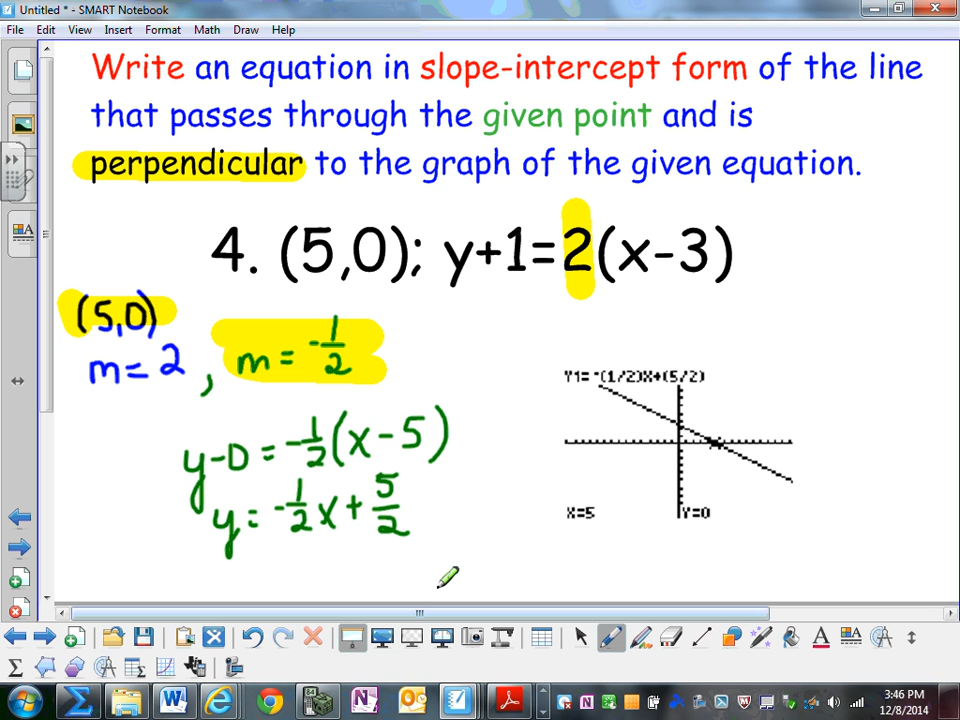 Untitled * - SMART Notebook
File Edit View Insert Format Math Draw Help
Write an equation in slope-intercept form of the line
that passes through the given point and is
perpendicular to the graph of the given equation.
4. (5,0); y+1=2(x-3)
(5,0)
m = 2 , m = -1/2
y-0 = -1/2(x-5)
y = -1/2x + 5/2
Y1=-(1/2)X+(5/2)
X=5 Y=0
3:46 PM
12/8/2014